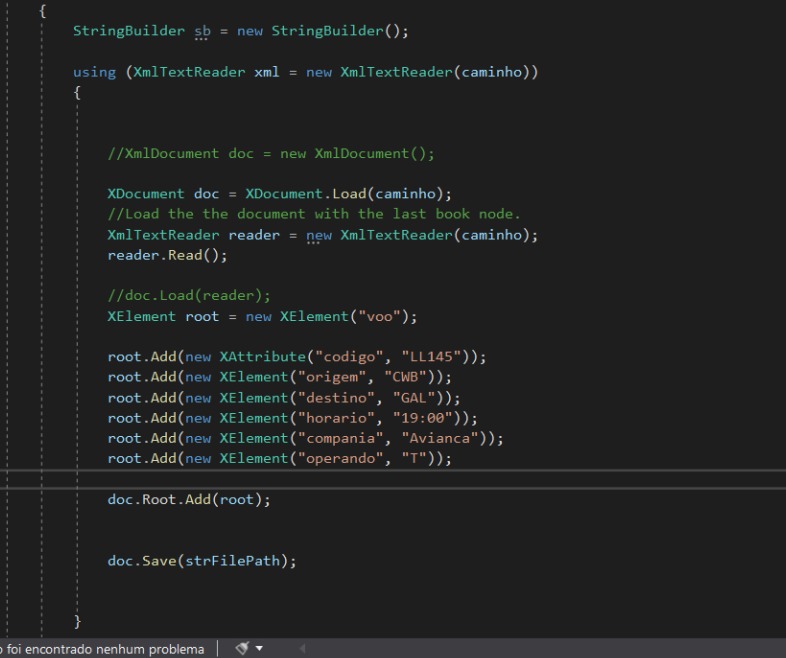 {
StringBuilder sb = new StringBuilder();
using (XmlTextReader xml = new XmlTextReader(caminho))
{
//XmlDocument doc = new XmlDocument();
XDocument doc = XDocument.Load(caminho);
//Load the the document with the last book node.
XmlTextReader reader = new XmlTextReader(caminho);
reader.Read();
//doc.Load(reader);
XElement root = new XElement("voo");
root.Add(new XAttribute("codigo", "LL145"));
root.Add(new XElement("origem", "CWB"));
root.Add(new XElement("destino", "GAL"));
root.Add(new XElement("horario", "19:00"));
root.Add(new XElement("compania", "Avianca"));
root.Add(new XElement("operando", "T"));
doc.Root.Add(root);
doc.Save(strFilePath);
}
o foi encontrado nenhum problema